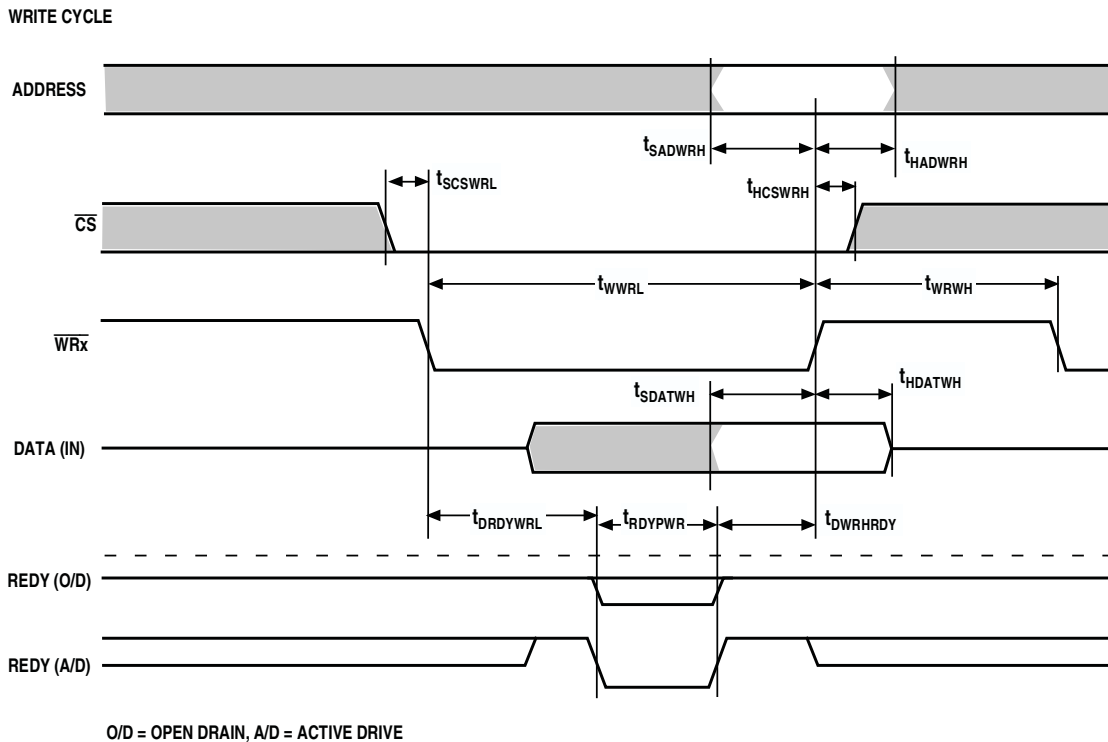 WRITE CYCLE
ADDRESS
tSADWRH
tHADWRH
tSCSWRL
tHCSWRH
CS
tWWRL
tWRWH
WRx
tSDATWH
tHDATWH
DATA (IN)
tDRDYWRL
tRDYPWR
tDWRHRDY
REDY (O/D)
REDY (A/D)
O/D = OPEN DRAIN, A/D = ACTIVE DRIVE